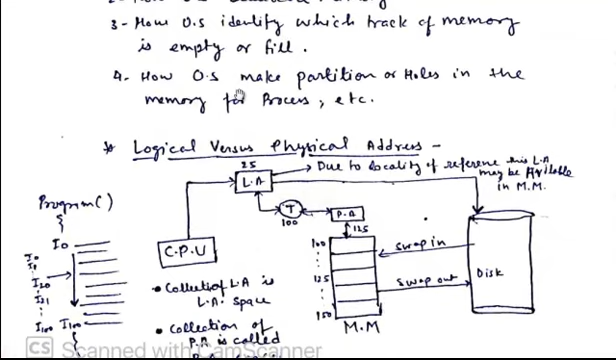 3- How O.S identify which track of memory
is empty or fill.
4. How O.S make partition or Holes in the
memory for Process, etc.
* Logical Versus Physical Address -
25
L.A
→ Due to locality of reference this L.A
may be Available
in M.M.
Program()
{
I0
I0
I1
I20
I21
I100
I100
{
C.P.U
T
100
P.A
125
100
125
150
M.M
swap in
swap out
Disk
• Collection of L.A is
L.A. Space
• collection of
P.A is called
CS Scanned with CamScanner